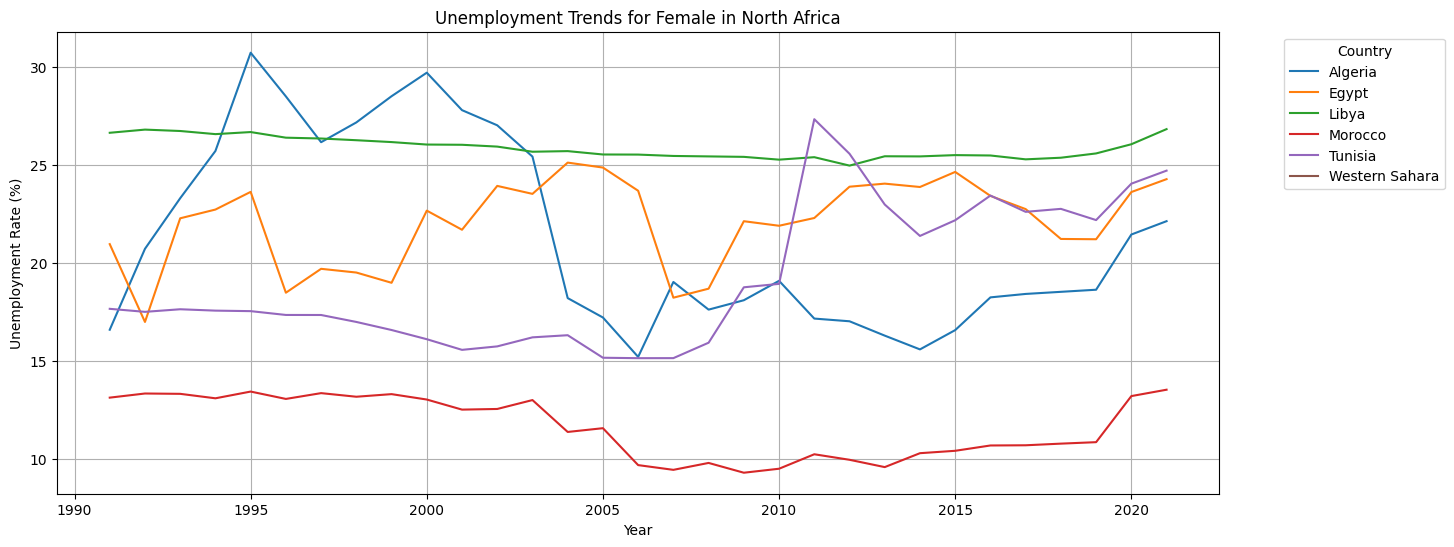 Unemployment Trends for Female in North Africa
Unemployment Rate (%)
30
25
20
15
10
1990
1995
2000
2005
2010
2015
2020
Year
Country
Algeria
Egypt
Libya
Morocco
Tunisia
Western Sahara